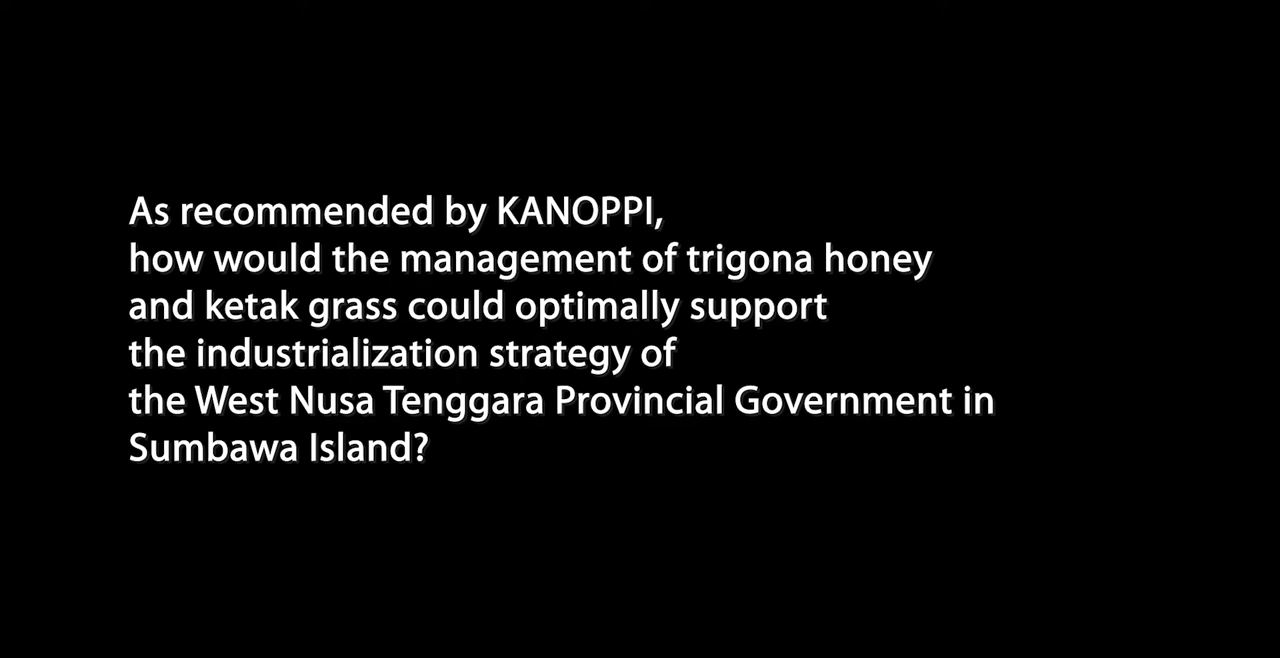 As recommended by KANOPPI,
how would the management of trigona honey
and ketak grass could optimally support
the industrialization strategy of
the West Nusa Tenggara Provincial Government in
Sumbawa Island?